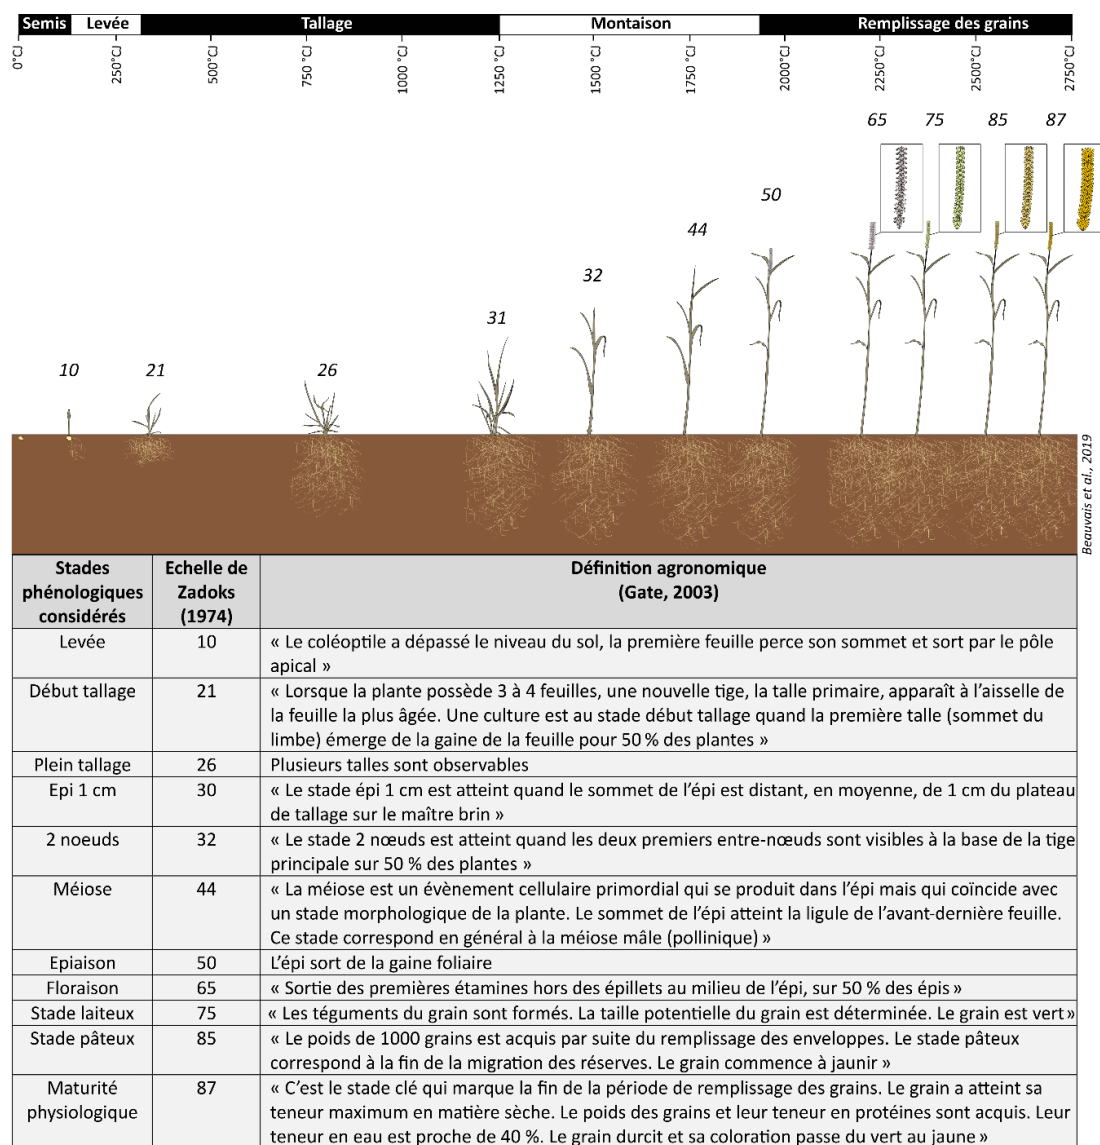 Semis Levée Tallage Montaison Remplissage des grains
0°CJ 250°CJ 500°CJ 750 °CJ 1000 °CJ 1250 °CJ 1500 °CJ 1750 °CJ 2000 °CJ 2250 °CJ 2500 °CJ 2750 °CJ
65 75 85 87
50
44
32
31
10 21 26
Beauvais et al., 2019
Stades
phénologiques
considérés
Echelle de
Zadoks
(1974)
Définition agronomique
(Gate, 2003)
Levée 10 « Le coléoptile a dépassé le niveau du sol, la première feuille perce son sommet et sort par le pôle
apical »
Début tallage 21 « Lorsque la plante possède 3 à 4 feuilles, une nouvelle tige, la talle primaire, apparaît à l’aisselle de
la feuille la plus âgée. Une culture est au stade début tallage quand la première talle (sommet du
limbe) émerge de la gaine de la feuille pour 50 % des plantes »
Plein tallage 26 Plusieurs talles sont observables
Epi 1 cm 30 « Le stade épi 1 cm est atteint quand le sommet de l’épi est distant, en moyenne, de 1 cm du plateau
de tallage sur le maître brin »
2 noeuds 32 « Le stade 2 nœuds est atteint quand les deux premiers entre-nœuds sont visibles à la base de la tige
principale sur 50 % des plantes »
Méiose 44 « La méiose est un évènement cellulaire primordial qui se produit dans l’épi mais qui coïncide avec
un stade morphologique de la plante. Le sommet de l’épi atteint la ligule de l’avant-dernière feuille.
Ce stade correspond en général à la méiose mâle (pollinique) »
Epiaison 50 L’épi sort de la gaine foliaire
Floraison 65 « Sortie des premières étamines hors des épillets au milieu de l’épi, sur 50 % des épis »
Stade laiteux 75 « Les téguments du grain sont formés. La taille potentielle du grain est déterminée. Le grain est vert »
Stade pâteux 85 « Le poids de 1000 grains est acquis par suite du remplissage des enveloppes. Le stade pâteux
correspond à la fin de la migration des réserves. Le grain commence à jaunir »
Maturité
physiologique
87 « C’est le stade clé qui marque la fin de la période de remplissage des grains. Le grain a atteint sa
teneur maximum en matière sèche. Le poids des grains et leur teneur en protéines sont acquis. Leur
teneur en eau est proche de 40 %. Le grain durcit et sa coloration passe du vert au jaune »